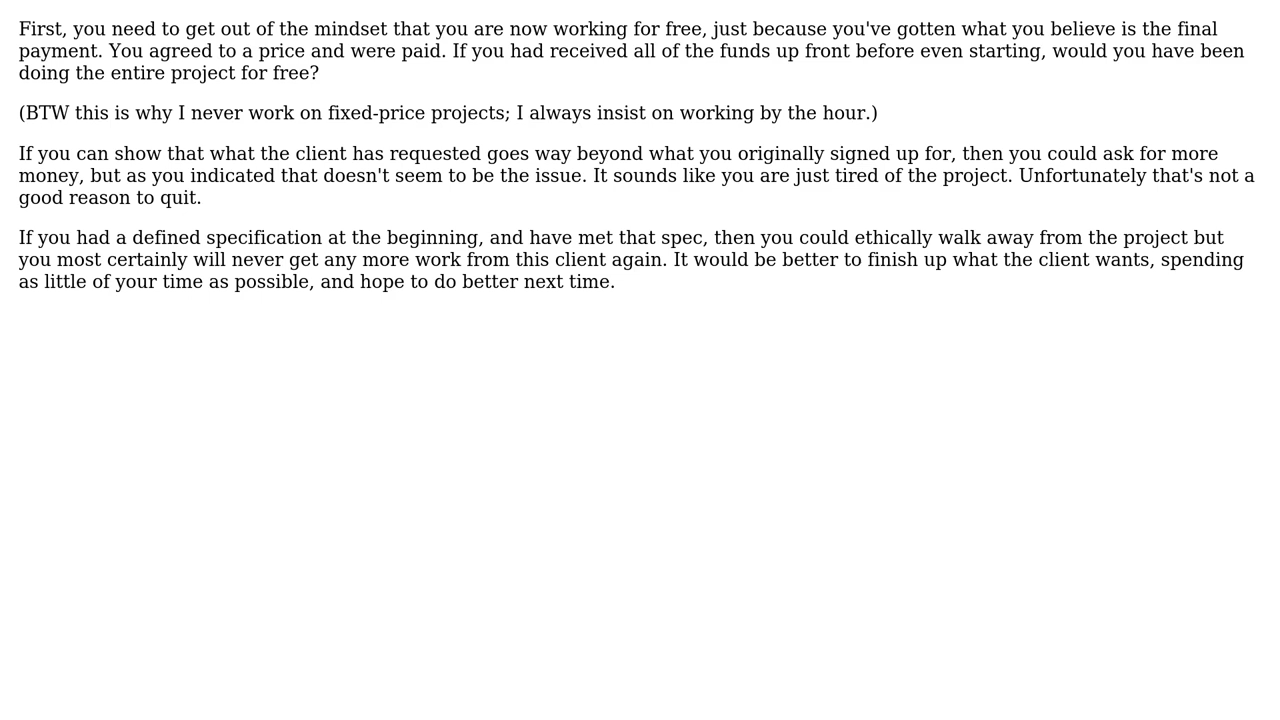 First, you need to get out of the mindset that you are now working for free, just because you've gotten what you believe is the final
payment. You agreed to a price and were paid. If you had received all of the funds up front before even starting, would you have been
doing the entire project for free?
(BTW this is why I never work on fixed-price projects; I always insist on working by the hour.)
If you can show that what the client has requested goes way beyond what you originally signed up for, then you could ask for more
money, but as you indicated that doesn't seem to be the issue. It sounds like you are just tired of the project. Unfortunately that's not a
good reason to quit.
If you had a defined specification at the beginning, and have met that spec, then you could ethically walk away from the project but
you most certainly will never get any more work from this client again. It would be better to finish up what the client wants, spending
as little of your time as possible, and hope to do better next time.